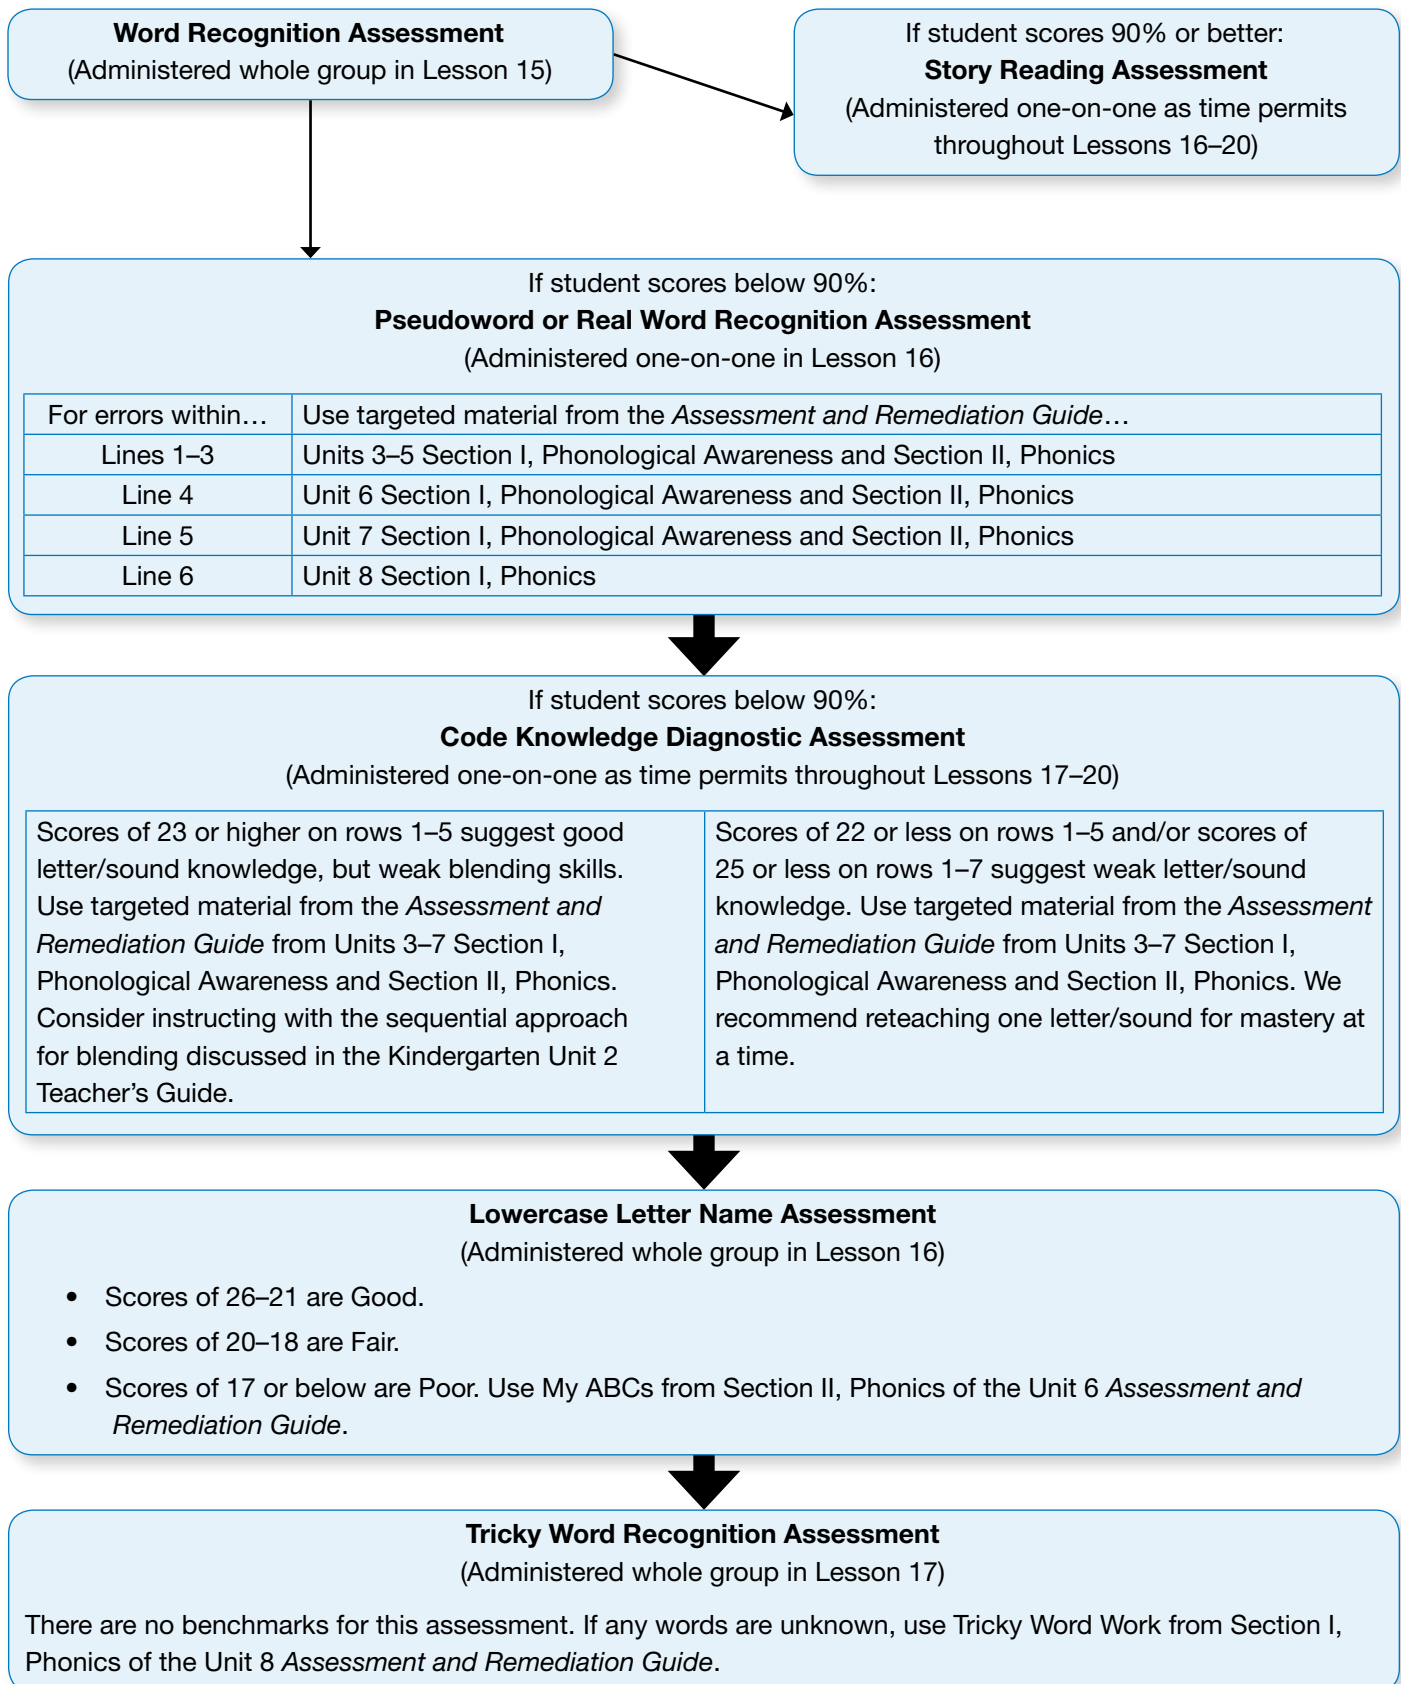 Word Recognition Assessment
(Administered whole group in Lesson 15)
If student scores 90% or better:
Story Reading Assessment
(Administered one-on-one as time permits
throughout Lessons 16–20)
If student scores below 90%:
Pseudoword or Real Word Recognition Assessment
(Administered one-on-one in Lesson 16)
For errors within… Use targeted material from the Assessment and Remediation Guide…
Lines 1–3 Units 3–5 Section I, Phonological Awareness and Section II, Phonics
Line 4 Unit 6 Section I, Phonological Awareness and Section II, Phonics
Line 5 Unit 7 Section I, Phonological Awareness and Section II, Phonics
Line 6 Unit 8 Section I, Phonics
If student scores below 90%:
Code Knowledge Diagnostic Assessment
(Administered one-on-one as time permits throughout Lessons 17–20)
Scores of 23 or higher on rows 1–5 suggest good
letter/sound knowledge, but weak blending skills.
Use targeted material from the Assessment and
Remediation Guide from Units 3–7 Section I,
Phonological Awareness and Section II, Phonics.
Consider instructing with the sequential approach
for blending discussed in the Kindergarten Unit 2
Teacher’s Guide.
Scores of 22 or less on rows 1–5 and/or scores of
25 or less on rows 1–7 suggest weak letter/sound
knowledge. Use targeted material from the Assessment
and Remediation Guide from Units 3–7 Section I,
Phonological Awareness and Section II, Phonics. We
recommend reteaching one letter/sound for mastery at
a time.
Lowercase Letter Name Assessment
(Administered whole group in Lesson 16)
• Scores of 26–21 are Good.
• Scores of 20–18 are Fair.
• Scores of 17 or below are Poor. Use My ABCs from Section II, Phonics of the Unit 6 Assessment and
Remediation Guide.
Tricky Word Recognition Assessment
(Administered whole group in Lesson 17)
There are no benchmarks for this assessment. If any words are unknown, use Tricky Word Work from Section I,
Phonics of the Unit 8 Assessment and Remediation Guide.